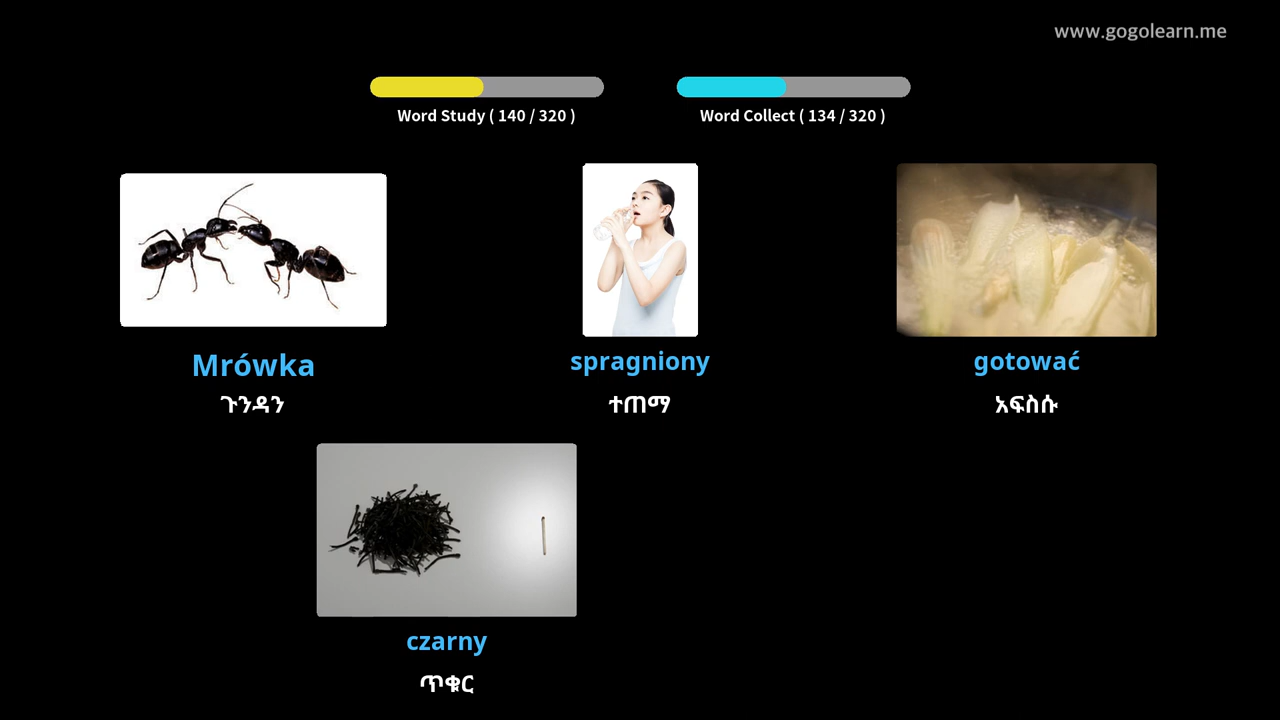 www.gogolearn.me
Word Study ( 140 / 320 )
Word Collect ( 134 / 320 )
Mrówka
ጉንዳን
spragniony
ተጠማ
gotować
አፍስሱ
czarny
ጥቁር